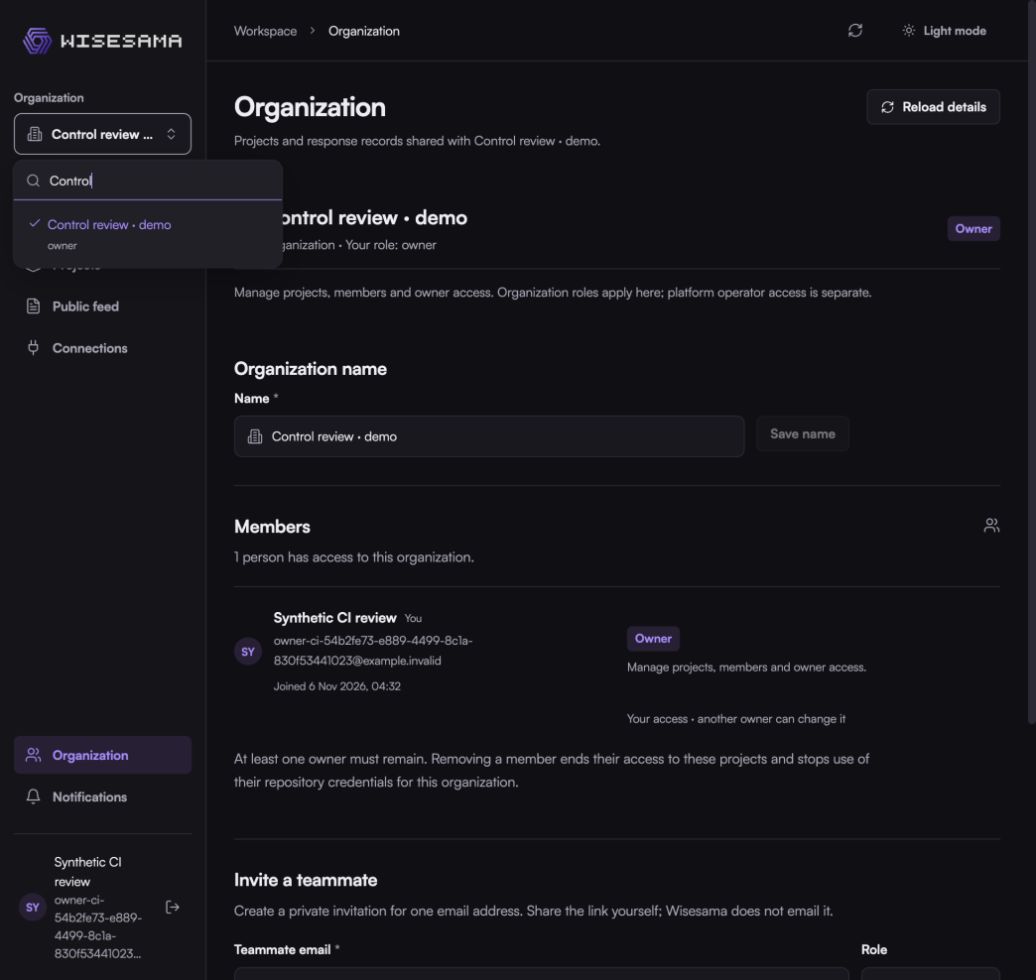 WISESAMA
Workspace > Organization
Light mode
Organization
Control review ...
Control
Control review · demo
owner
Public feed
Connections
Organization
Notifications
Synthetic CI
review
SY
owner-ci-
54b2fe73-e889-
4499-8c1a-
830f53441023...
Organization
Reload details
Projects and response records shared with Control review · demo.
ontrol review · demo
ganization · Your role: owner
Owner
Manage projects, members and owner access. Organization roles apply here; platform operator access is separate.
Organization name
Name *
Control review · demo
Save name
Members
1 person has access to this organization.
SY
Synthetic CI review You
owner-ci-54b2fe73-e889-4499-8c1a-
830f53441023@example.invalid
Joined 6 Nov 2026, 04:32
Owner
Manage projects, members and owner access.
Your access · another owner can change it
At least one owner must remain. Removing a member ends their access to these projects and stops use of
their repository credentials for this organization.
Invite a teammate
Create a private invitation for one email address. Share the link yourself; Wisesama does not email it.
Teammate email *
Role